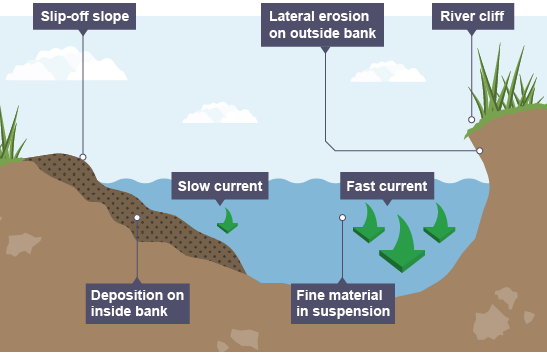 Slip-off slope
Lateral erosion
on outside bank
River cliff
Slow current
Fast current
Deposition on
inside bank
Fine material
in suspension